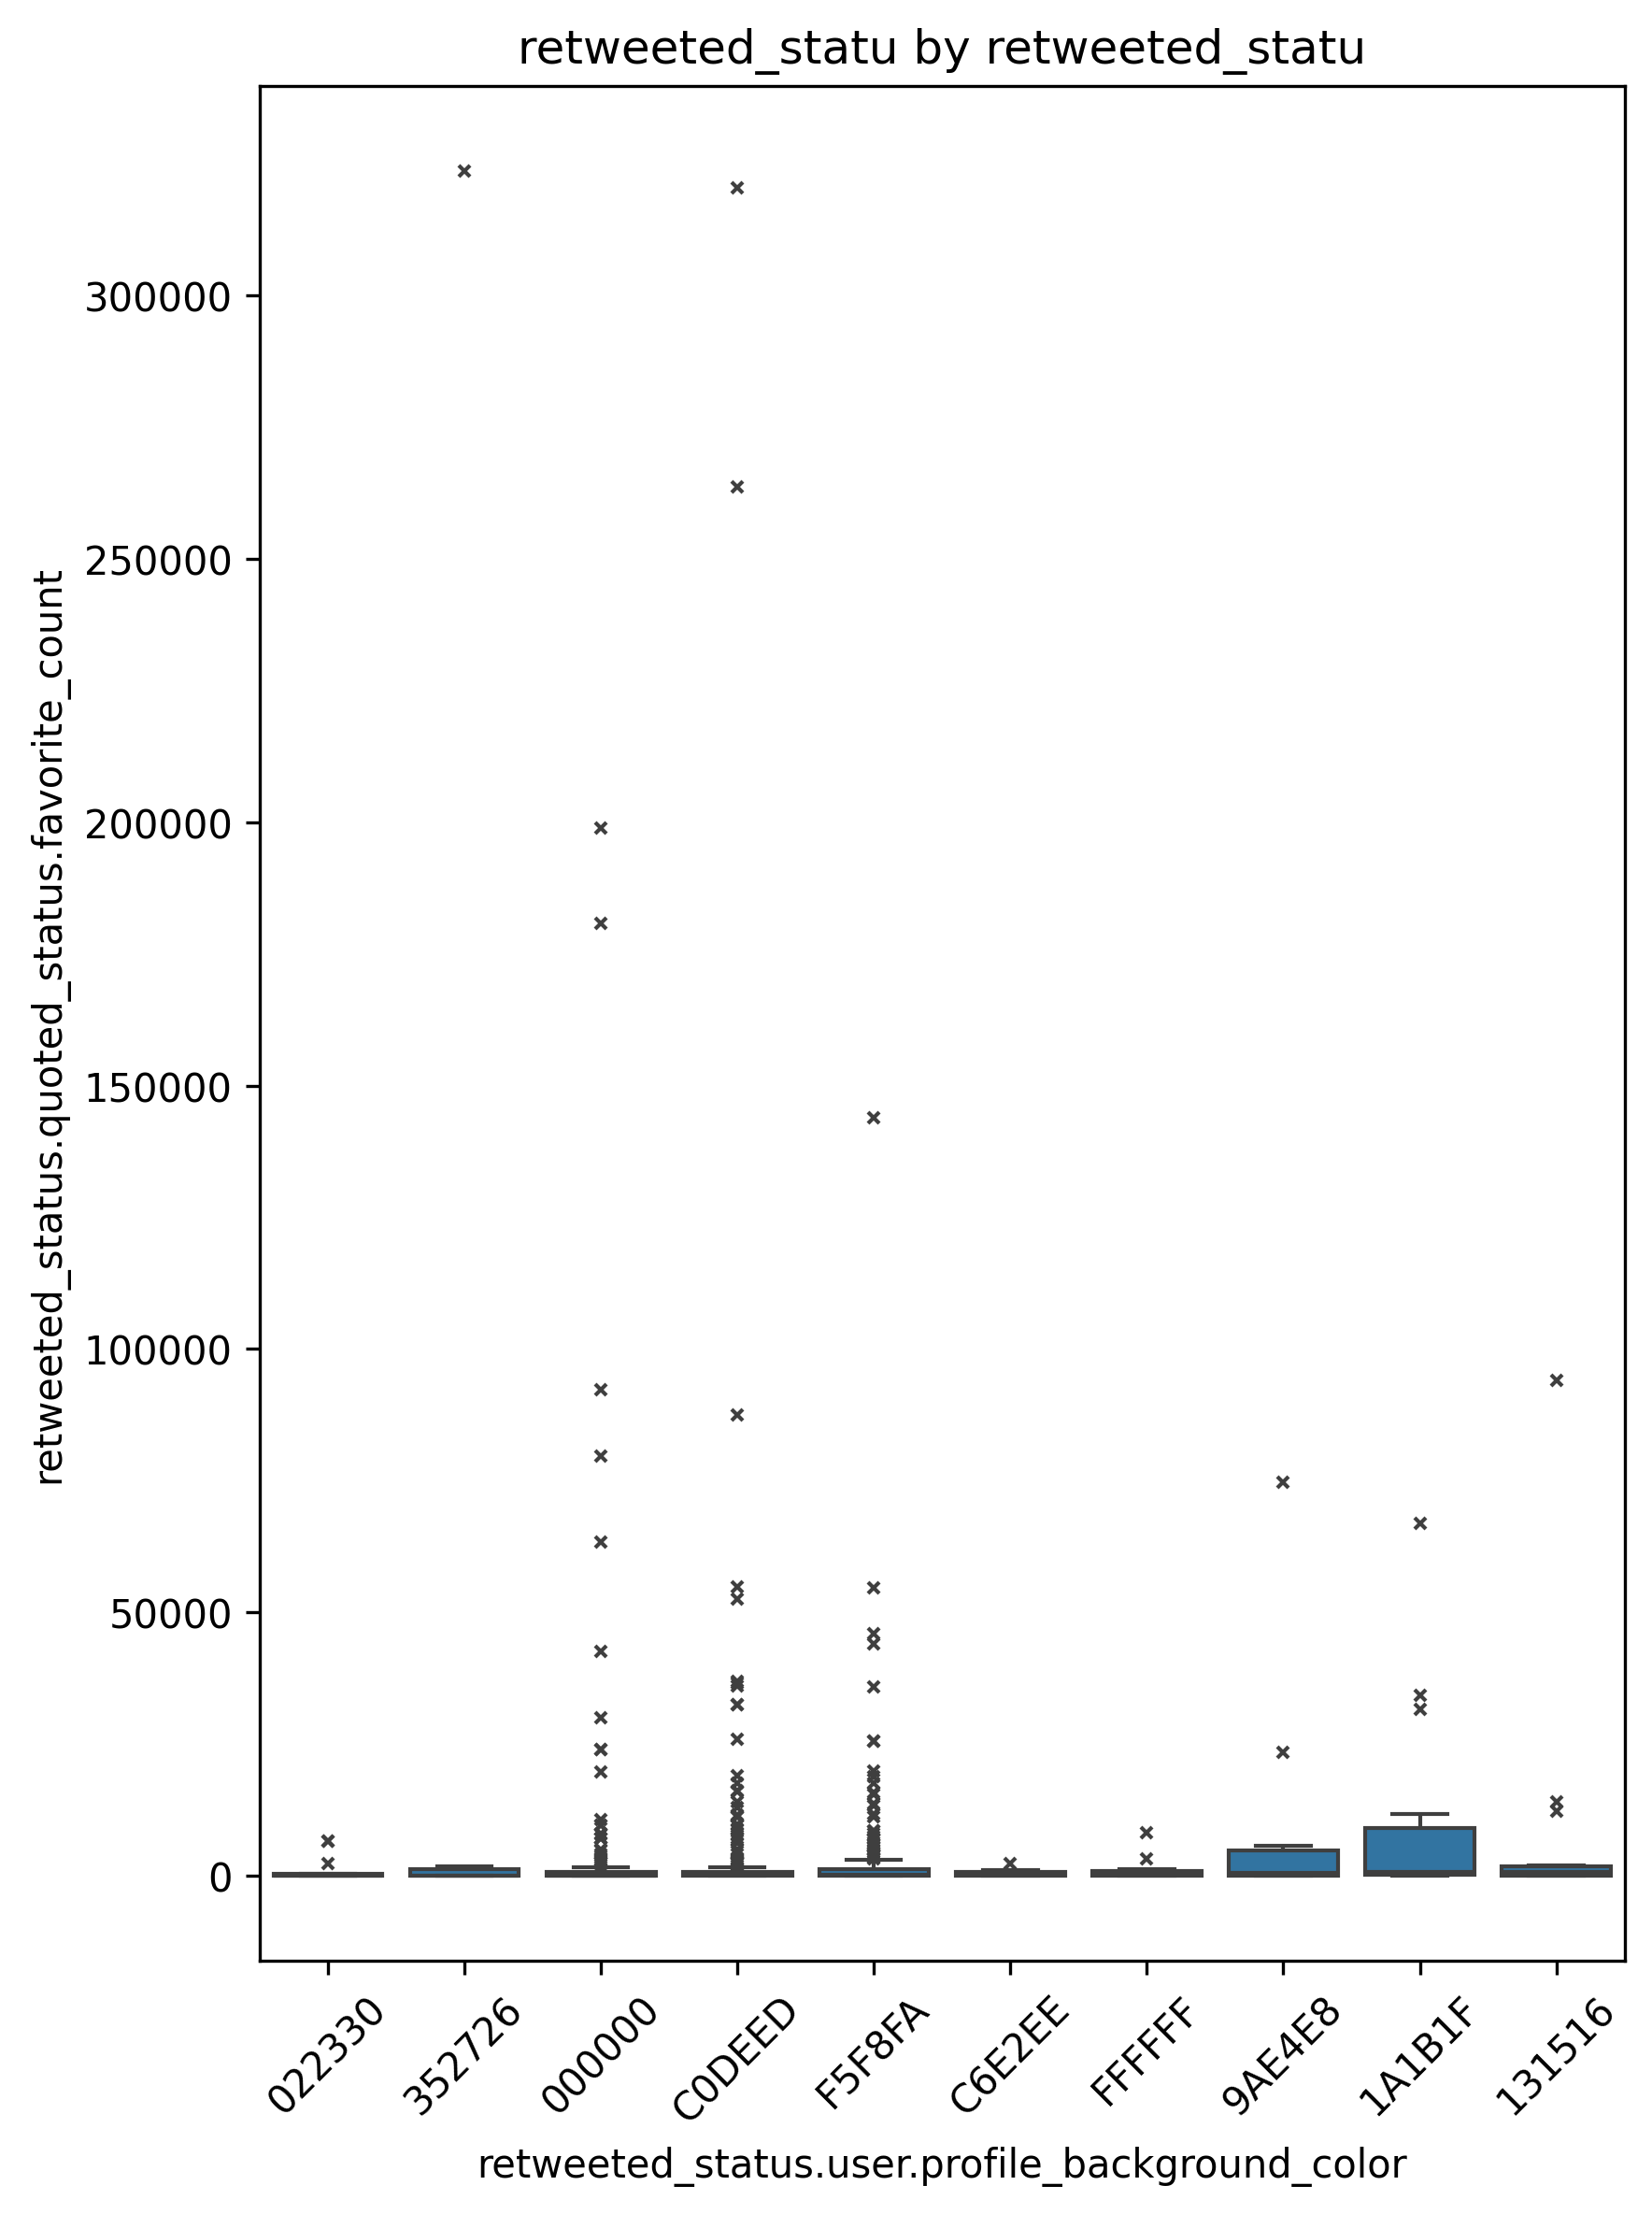 retweeted_statu by retweeted_statu
retweeted_status.quoted_status.favorite_count
300000
250000
200000
150000
100000
50000
0
022330
352726
000000
C0DEED
F5F8FA
C6E2EE
FFFFFF
9AE4E8
1A1B1F
131516
retweeted_status.user.profile_background_color